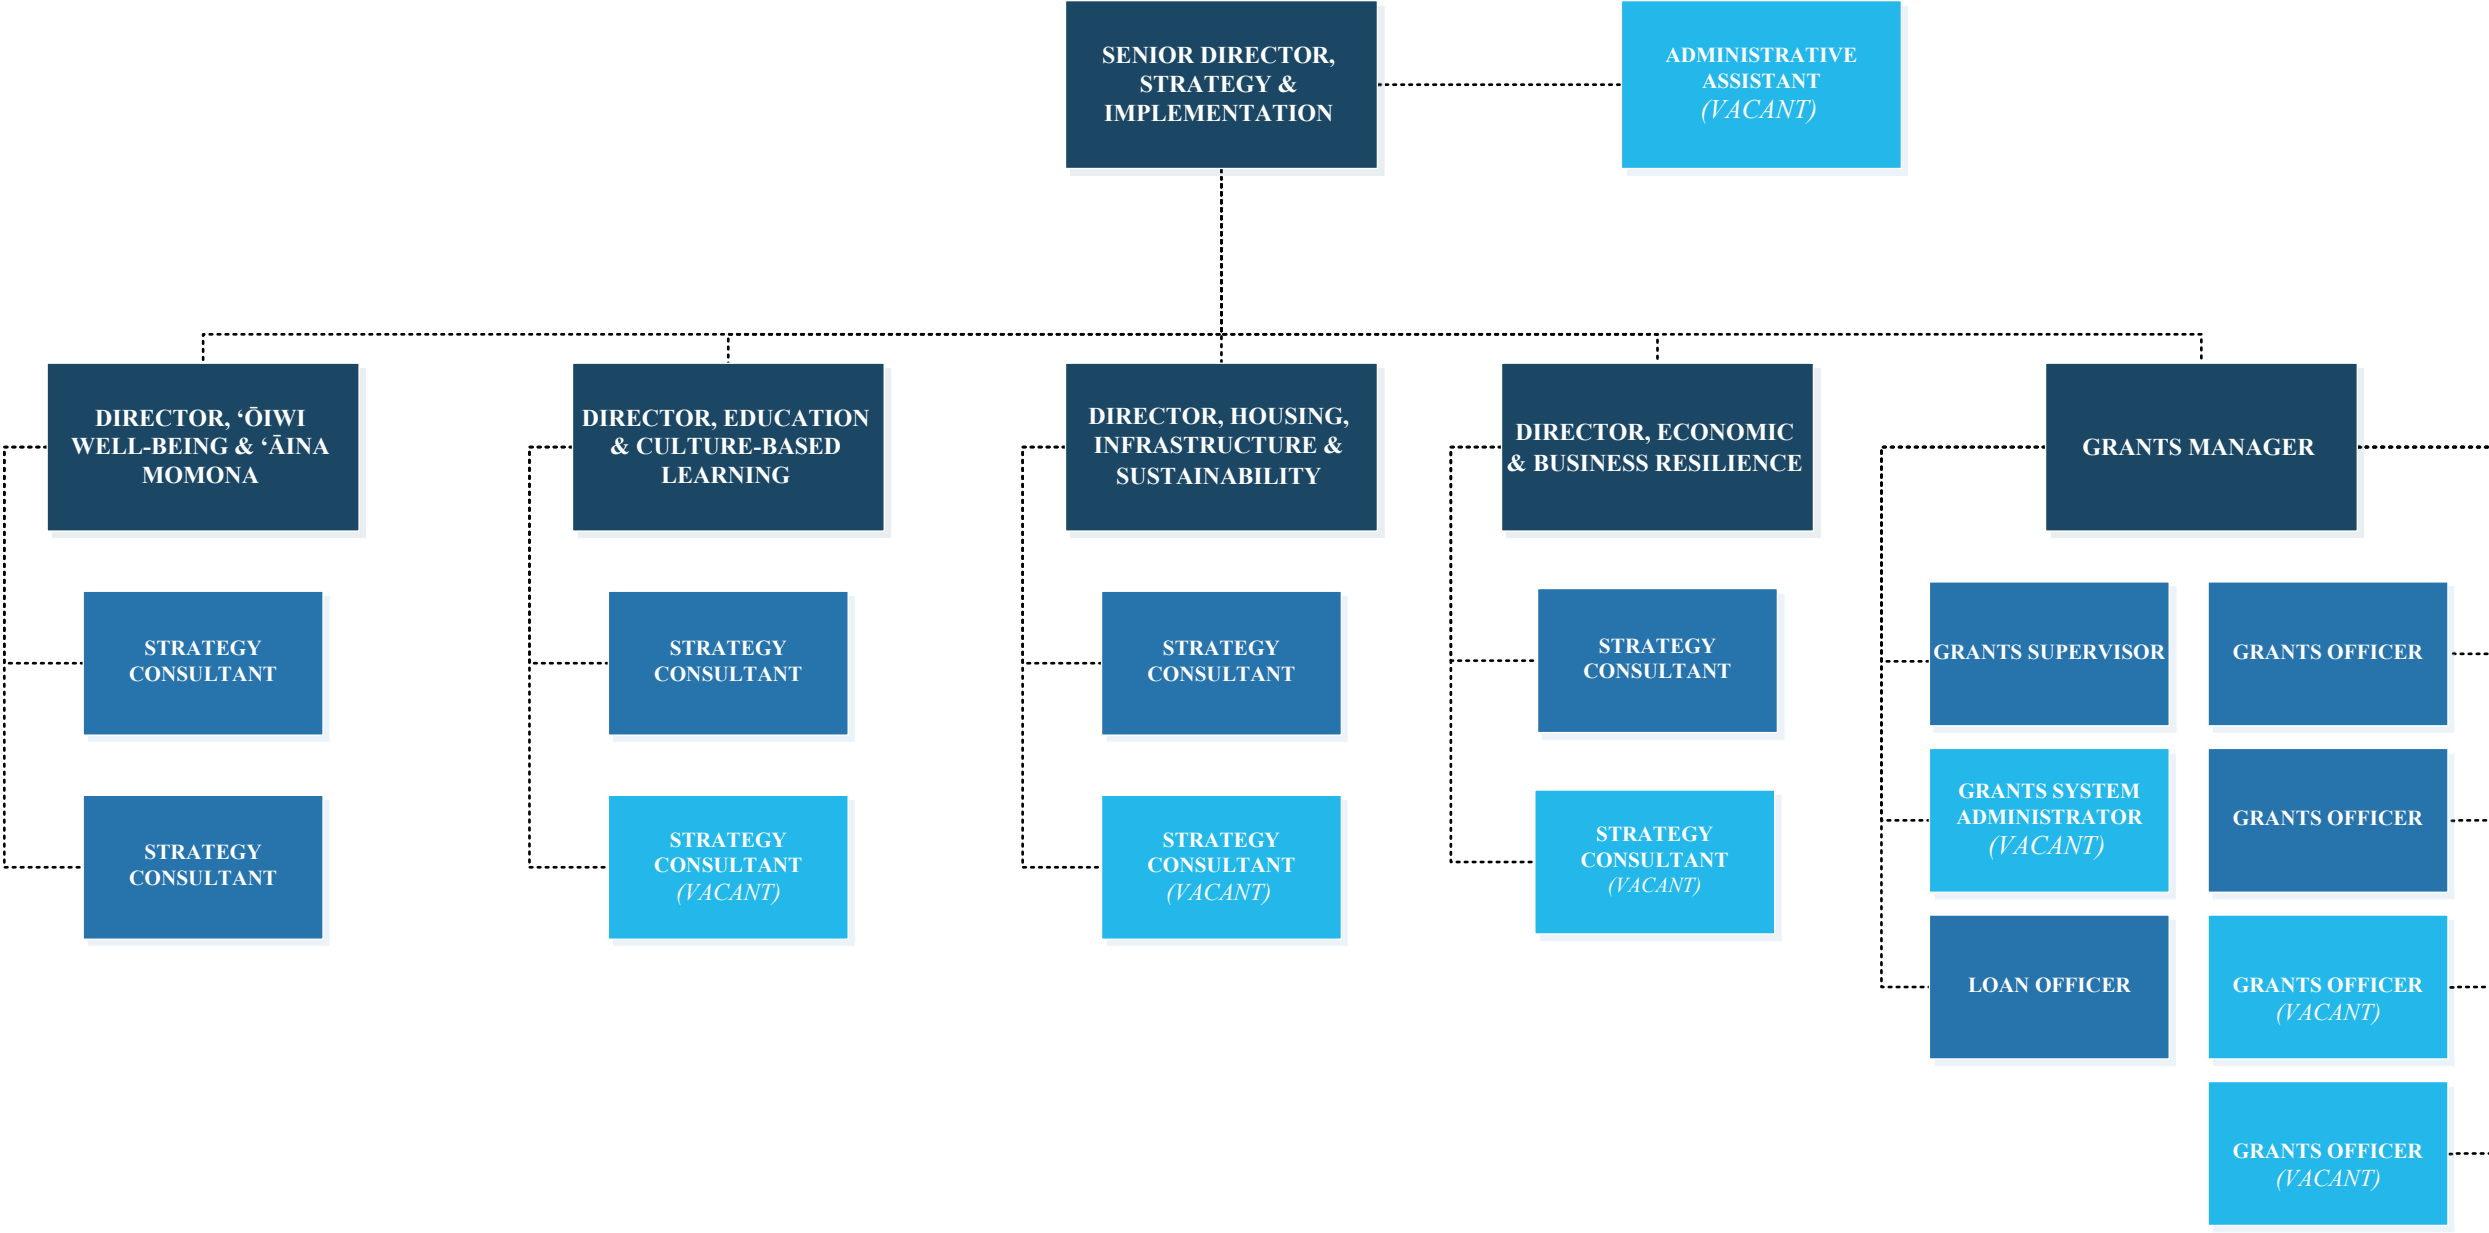 SENIOR DIRECTOR,
STRATEGY &
IMPLEMENTATION
ADMINISTRATIVE
ASSISTANT
(VACANT)
DIRECTOR, ʻŌIWI
WELL-BEING & ʻĀINA
MOMONA
DIRECTOR, EDUCATION
& CULTURE-BASED
LEARNING
DIRECTOR, HOUSING,
INFRASTRUCTURE &
SUSTAINABILITY
DIRECTOR, ECONOMIC
& BUSINESS RESILIENCE
GRANTS MANAGER
STRATEGY
CONSULTANT
STRATEGY
CONSULTANT
STRATEGY
CONSULTANT
STRATEGY
CONSULTANT
GRANTS SUPERVISOR
GRANTS OFFICER
STRATEGY
CONSULTANT
STRATEGY
CONSULTANT
(VACANT)
STRATEGY
CONSULTANT
(VACANT)
STRATEGY
CONSULTANT
(VACANT)
GRANTS SYSTEM
ADMINISTRATOR
(VACANT)
GRANTS OFFICER
LOAN OFFICER
GRANTS OFFICER
(VACANT)
GRANTS OFFICER
(VACANT)